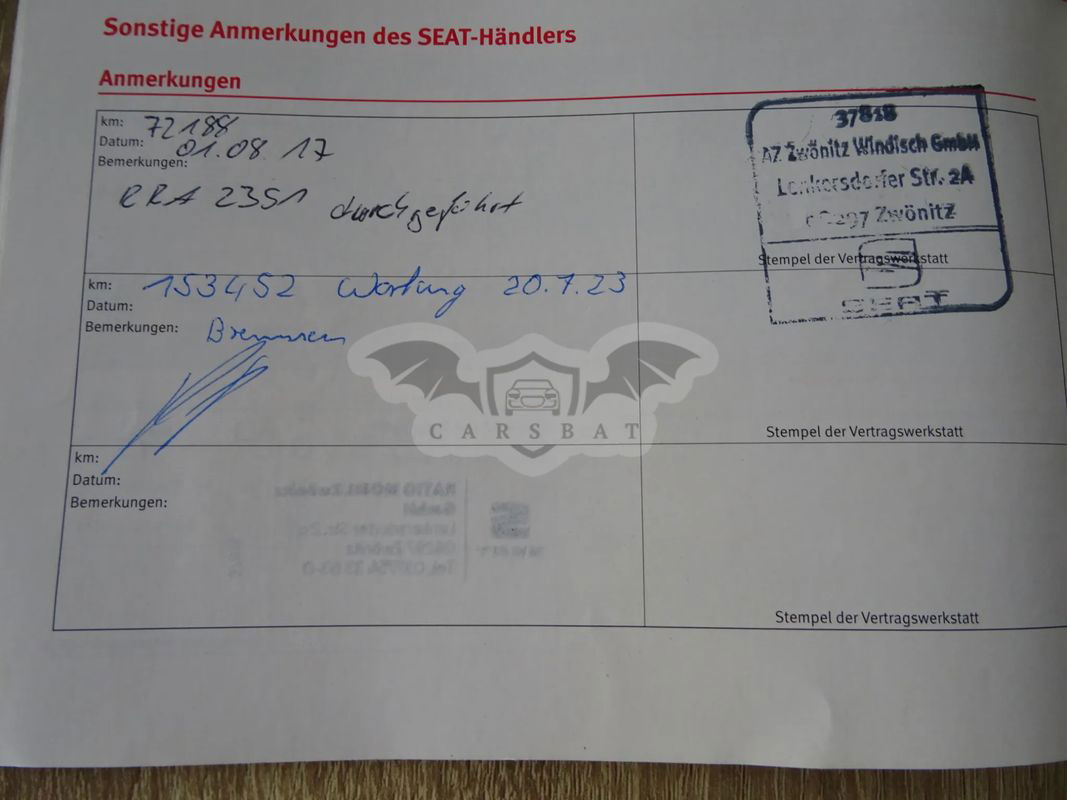 Sonstige Anmerkungen des SEAT-Händlers
Anmerkungen
km: 72188
Datum: 01.08 17
Bemerkungen:
RRA 23S1 durchgeführt
37818
AZ Zwönitz Windisch GmbH
Lenkersdorfer Str. 2A
Zwönitz
SEAT
Stempel der Vertragswerkstatt
km: 153452 Wartung 20.7.23
Datum:
Bemerkungen: Bremsen
CARSBAT
Stempel der Vertragswerkstatt
km:
Datum:
Bemerkungen:
Stempel der Vertragswerkstatt